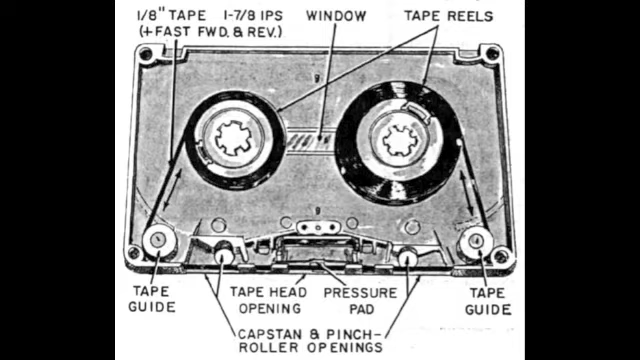 1/8" TAPE 1-7/8 IPS
(+FAST FWD. & REV.)
WINDOW
TAPE REELS
TAPE
GUIDE
TAPE HEAD
OPENING
PRESSURE
PAD
TAPE
GUIDE
CAPSTAN & PINCH-
ROLLER OPENINGS